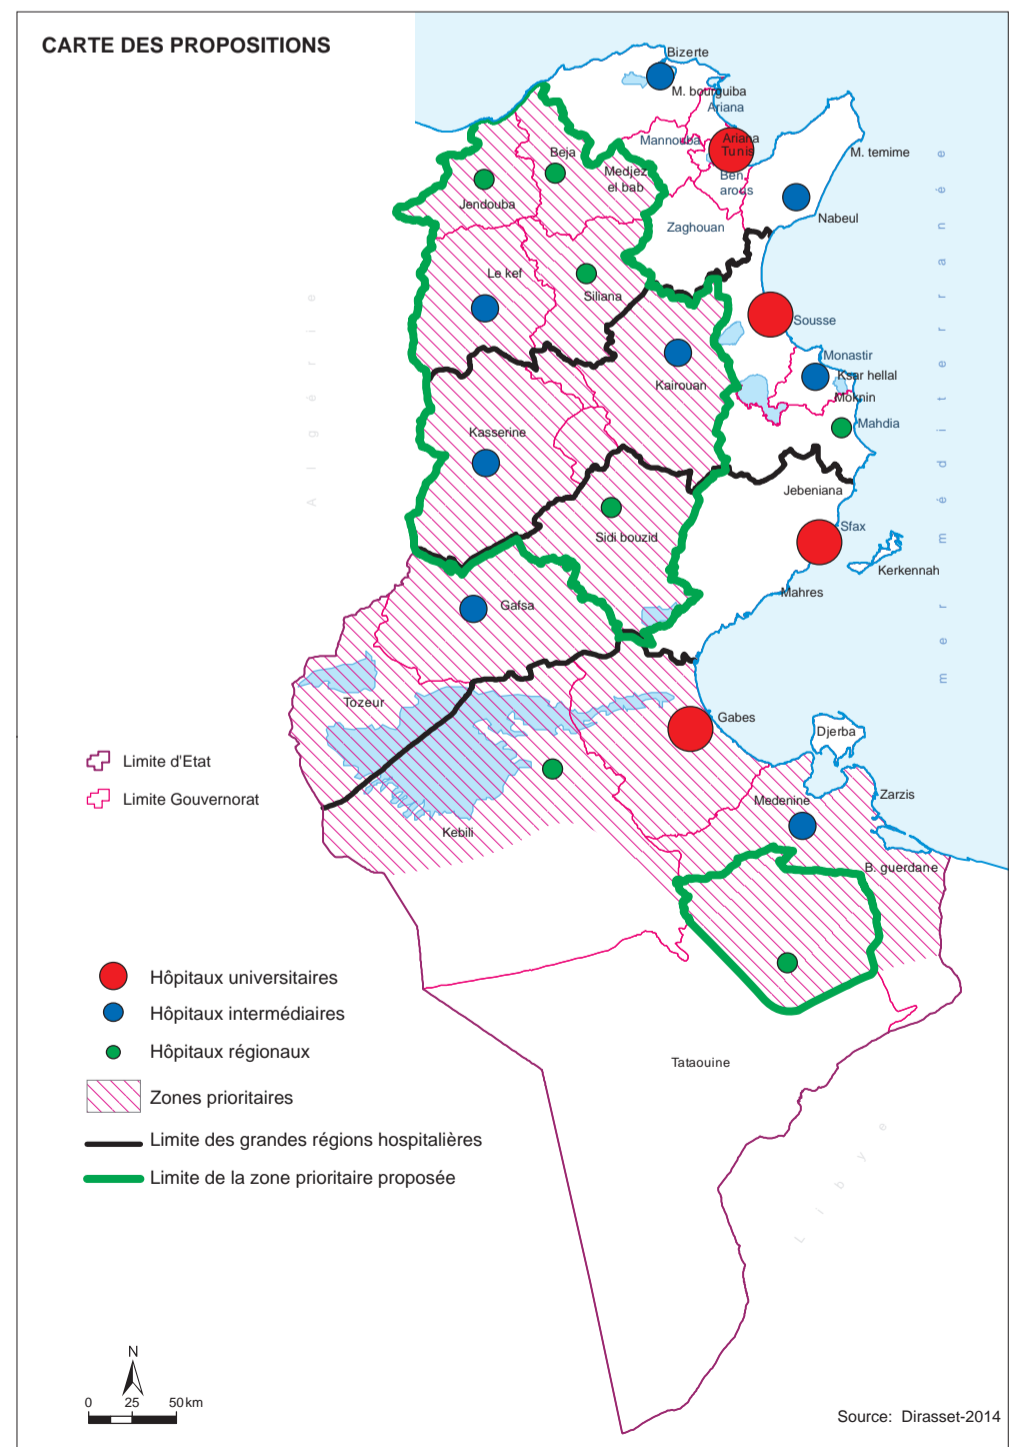 CARTE DES PROPOSITIONS
Bizerte
M. bourguiba
Ariana
Mannouba
Ariana
Tunis
Ben
arous
M. temime
Beja
Medjez
el bab
Jendouba
Nabeul
Zaghouan
Le kef
Siliana
Sousse
Kairouan
Monastir
Ksar hellal
Moknin
Mahdia
Kasserine
Jebeniana
Sidi bouzid
Sfax
Kerkennah
Mahres
Gafsa
Tozeur
Gabes
Djerba
Kebili
Medenine
Zarzis
B. guerdane
Tataouine
Algérie
mer méditerranée
Libye
Limite d'Etat
Limite Gouvernorat
Hôpitaux universitaires
Hôpitaux intermédiaires
Hôpitaux régionaux
Zones prioritaires
Limite des grandes régions hospitalières
Limite de la zone prioritaire proposée
N
0 25 50 km
Source: Dirasset-2014